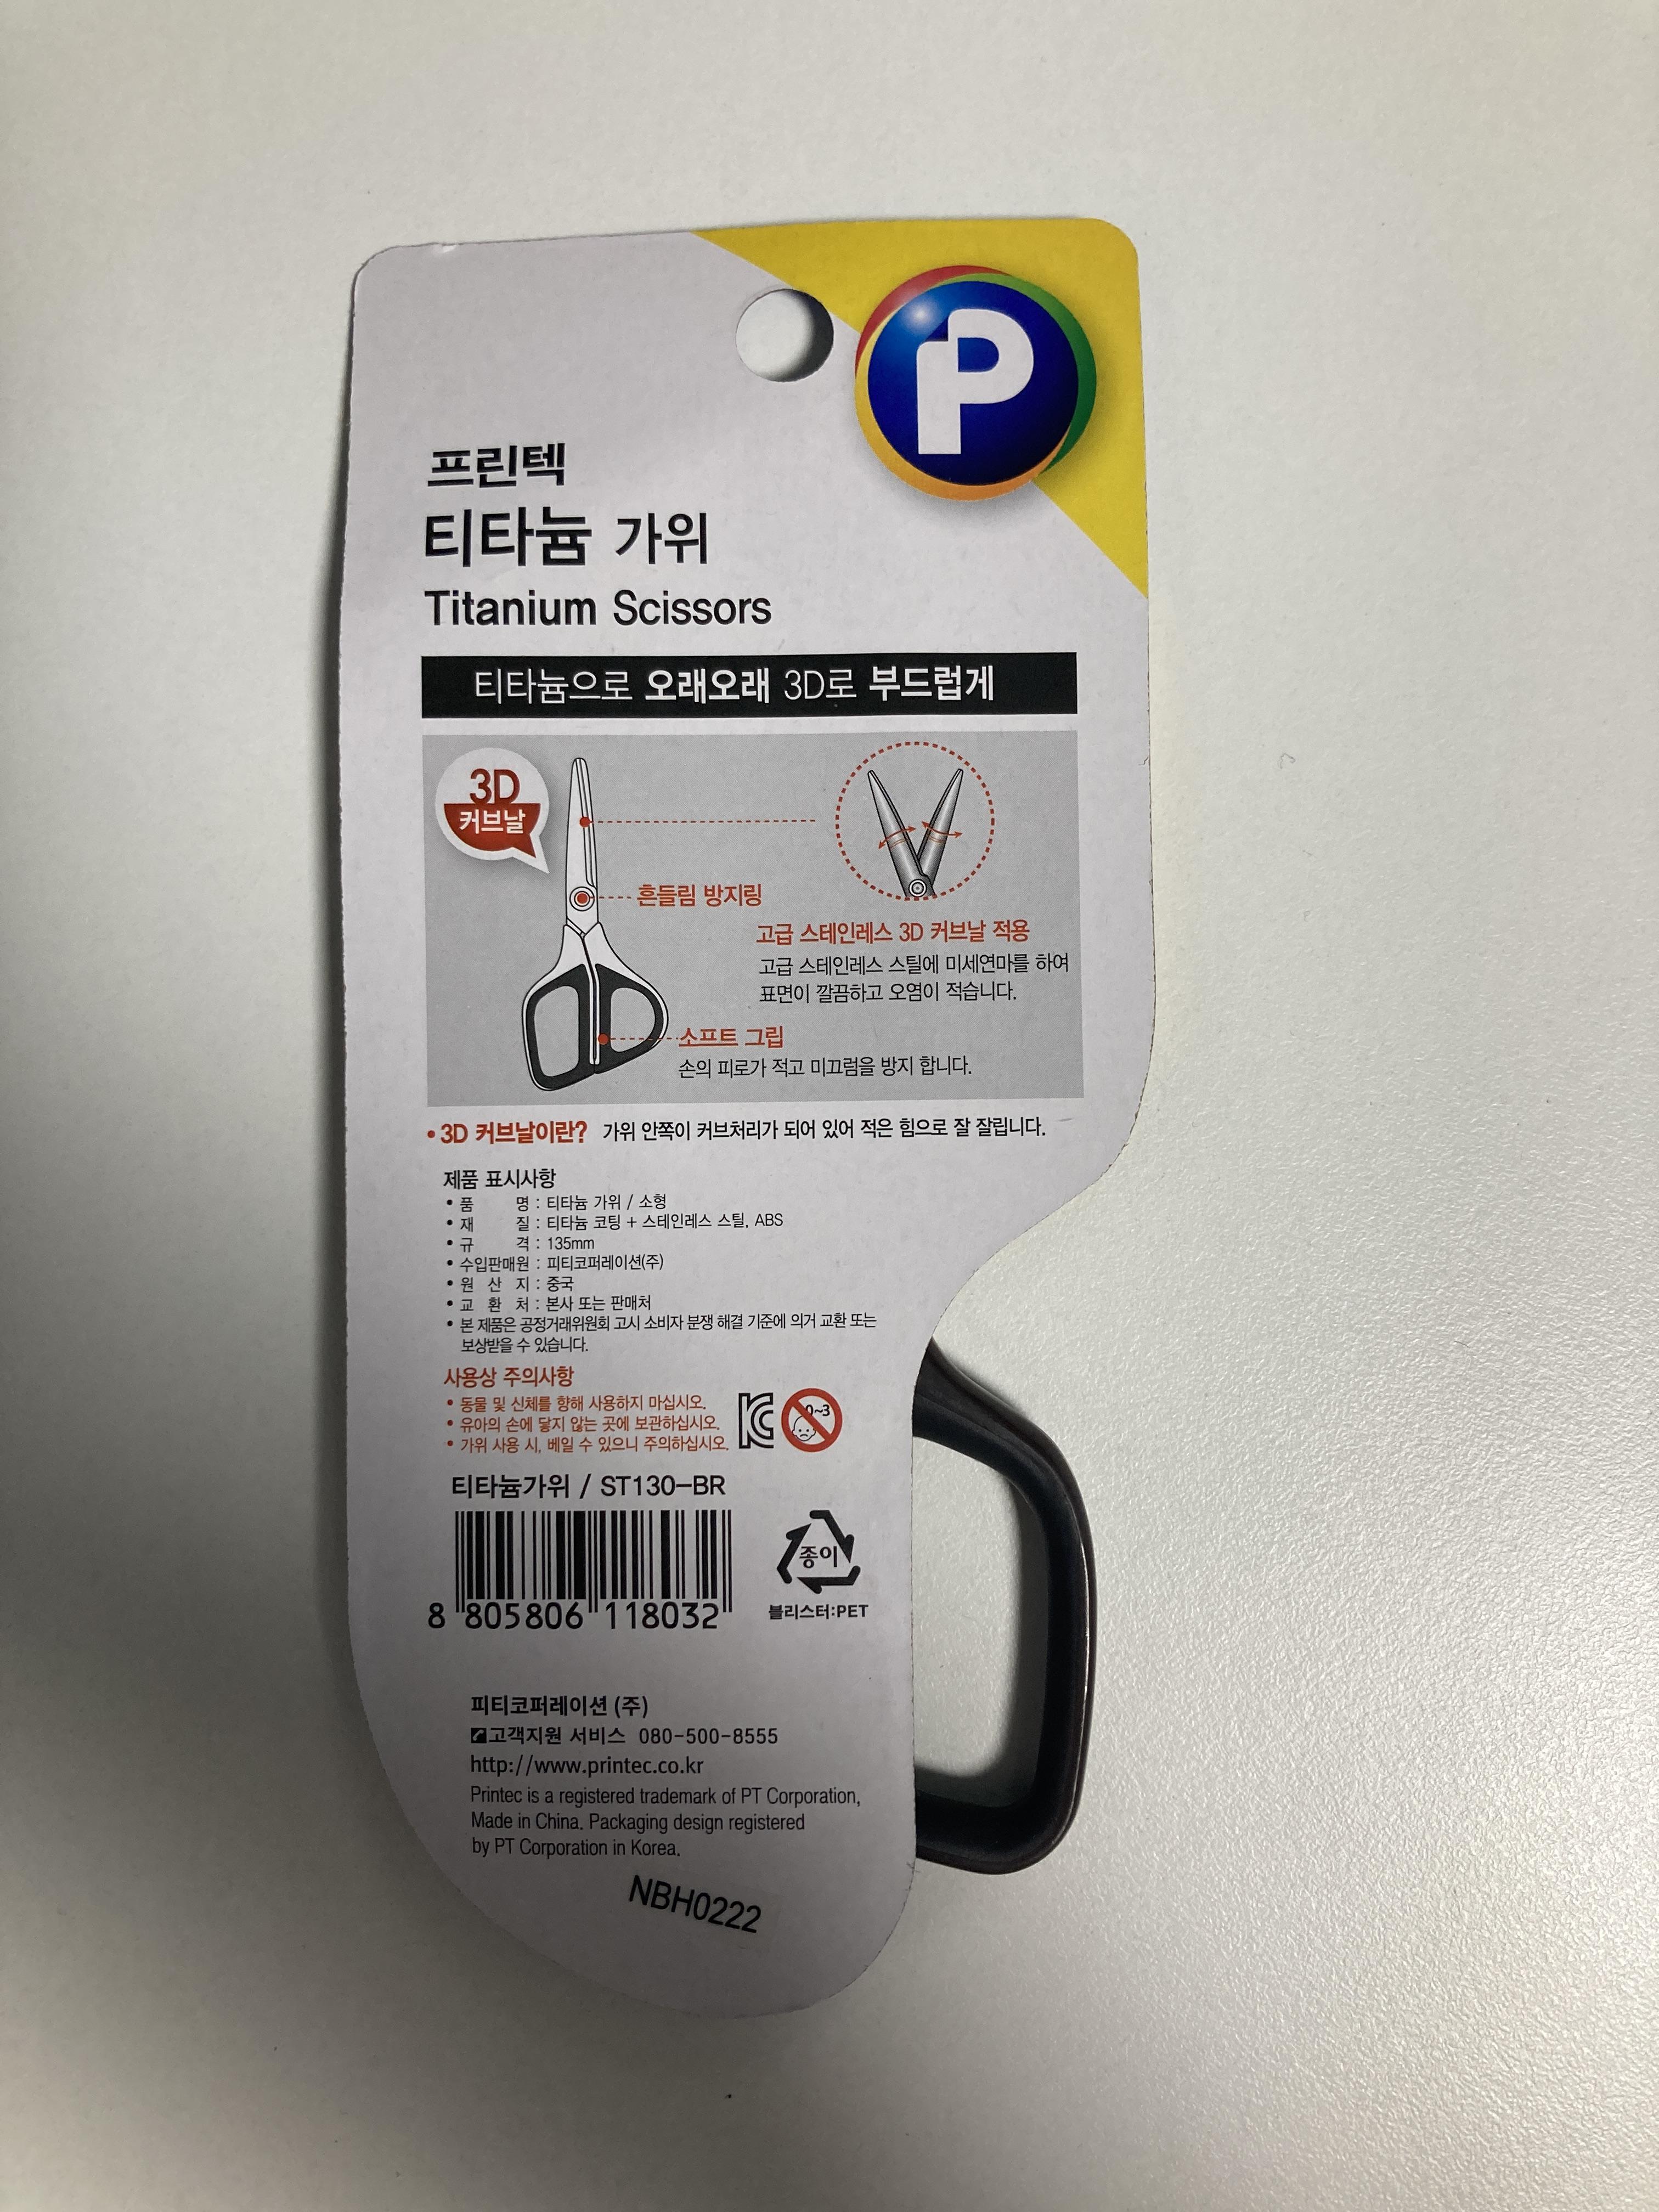 P
프린텍
티타늄 가위
Titanium Scissors
티타늄으로 오래오래 3D로 부드럽게
3D
커브날
흔들림 방지링
고급 스테인레스 3D 커브날 적용
고급 스테인레스 스틸에 미세연마를 하여
표면이 깔끔하고 오염이 적습니다.
소프트 그립
손의 피로가 적고 미끄럼을 방지 합니다.
• 3D 커브날이란? 가위 안쪽이 커브처리가 되어 있어 적은 힘으로 잘 잘립니다.
제품 표시사항
• 품 명 : 티타늄 가위 / 소형
• 재 질 : 티타늄 코팅 + 스테인레스 스틸, ABS
• 규 격 : 135mm
• 수입판매원 : 피티코퍼레이션(주)
• 원 산 지 : 중국
• 교 환 처 : 본사 또는 판매처
• 본 제품은 공정거래위원회 고시 소비자 분쟁 해결 기준에 의거 교환 또는
보상받을 수 있습니다.
사용상 주의사항
• 동물 및 신체를 향해 사용하지 마십시오.
• 유아의 손에 닿지 않는 곳에 보관하십시오.
• 가위 사용 시, 베일 수 있으니 주의하십시오.
KC
0~3
티타늄가위 / ST130-BR
8 805806 118032
종이
블리스터:PET
피티코퍼레이션 (주)
고객지원 서비스 080-500-8555
http://www.printec.co.kr
Printec is a registered trademark of PT Corporation,
Made in China. Packaging design registered
by PT Corporation in Korea.
NBH0222